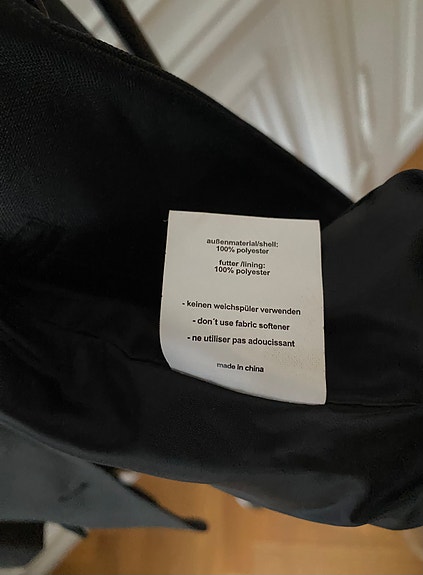 außenmaterial/shell:
100% polyester
futter /lining:
100% polyester
- keinen weichspüler verwenden
- don´t use fabric softener
- ne utiliser pas adoucissant
made in china